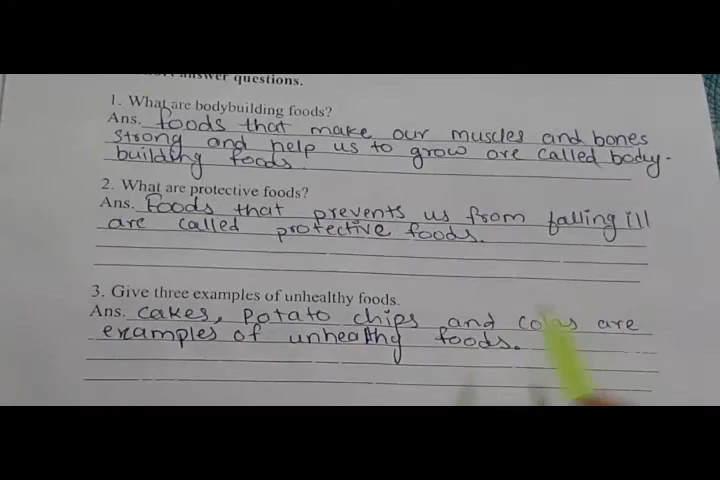 answer questions.
1. What are bodybuilding foods?
Ans. foods that make our muscles and bones
strong and help us to grow are called body-
building foods.
2. What are protective foods?
Ans. Foods that prevents us from falling ill
are called protective foods.
3. Give three examples of unhealthy foods.
Ans. cakes, potato chips and colas are
examples of unhealthy foods.